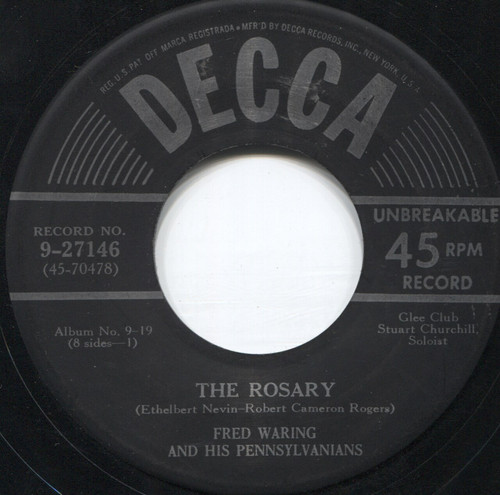 REG. U.S. PAT. OFF. MARCA REGISTRADA • MF'R'D BY DECCA RECORDS, INC., NEW YORK, U.S.A.
DECCA
RECORD NO.
9-27146
(45-70478)
UNBREAKABLE
45 RPM
RECORD
Album No. 9-19
(8 sides—1)
Glee Club
Stuart Churchill,
Soloist
THE ROSARY
(Ethelbert Nevin-Robert Cameron Rogers)
FRED WARING
AND HIS PENNSYLVANIANS